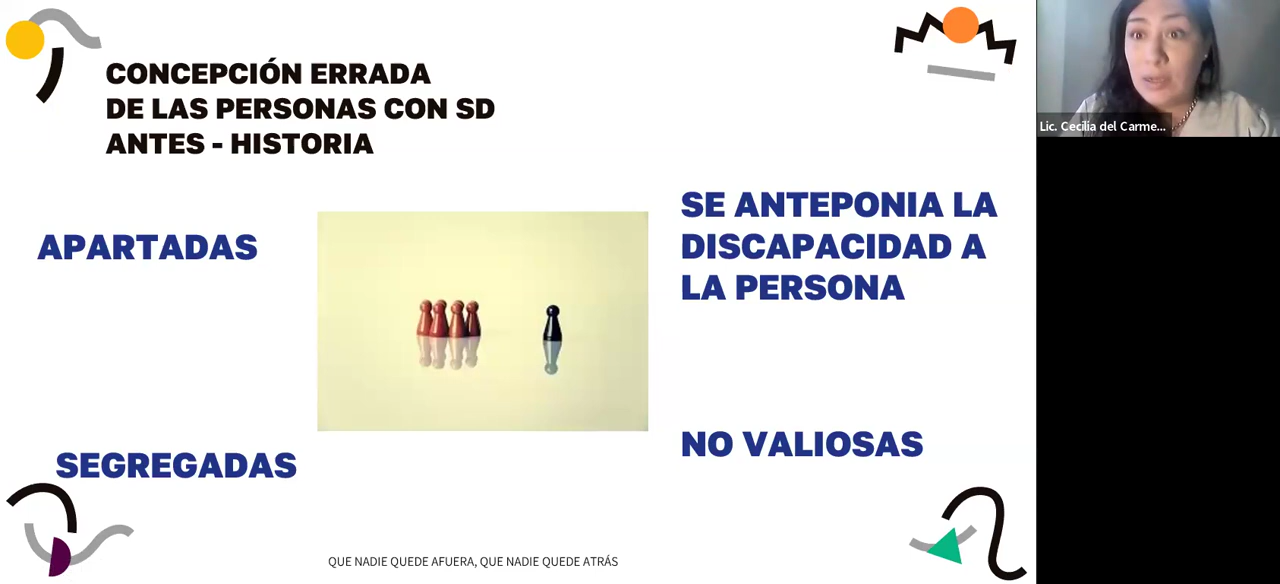 CONCEPCIÓN ERRADA
DE LAS PERSONAS CON SD
ANTES - HISTORIA
APARTADAS
SE ANTEPONIA LA
DISCAPACIDAD A
LA PERSONA
SEGREGADAS
NO VALIOSAS
QUE NADIE QUEDE AFUERA, QUE NADIE QUEDE ATRÁS
Lic. Cecilia del Carme...